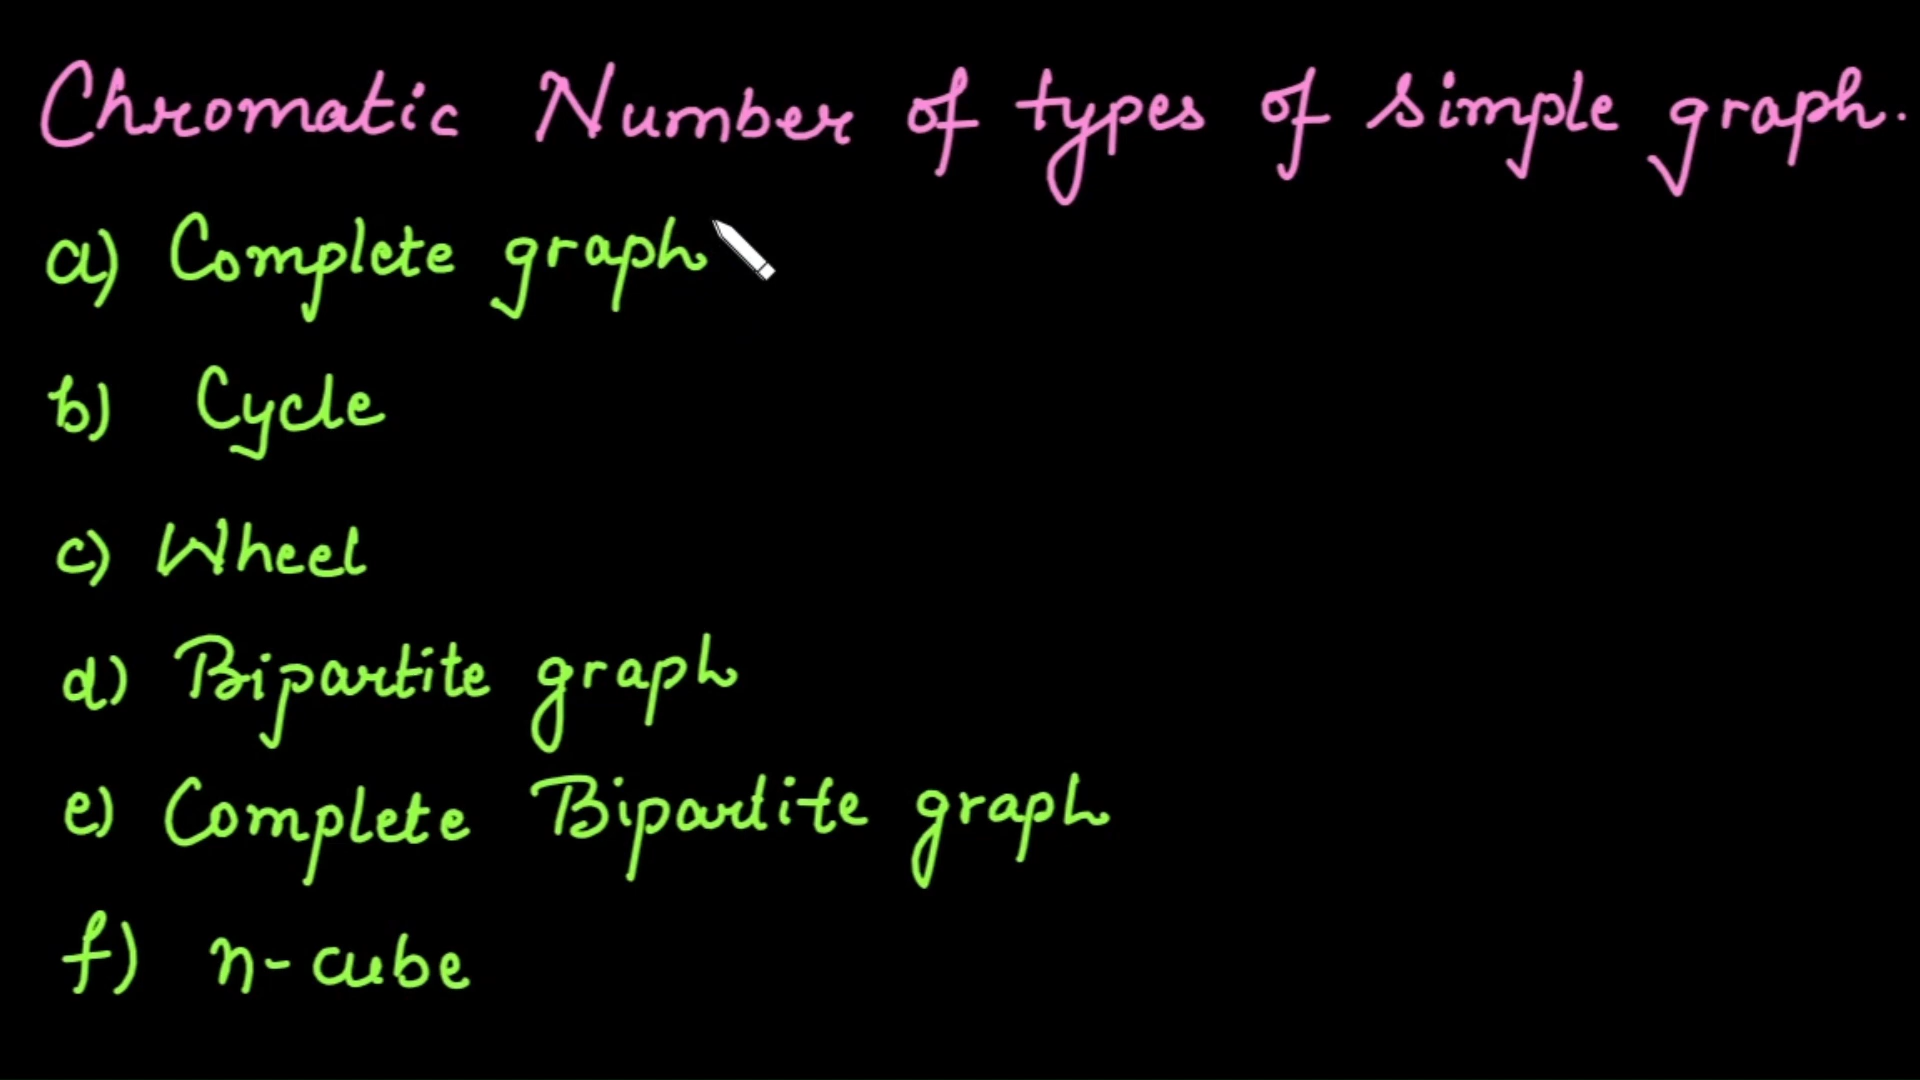 Chromatic Number of types of simple graph.
a) Complete graph
b) Cycle
c) Wheel
d) Bipartite graph
e) Complete Bipartite graph
f) n-cube